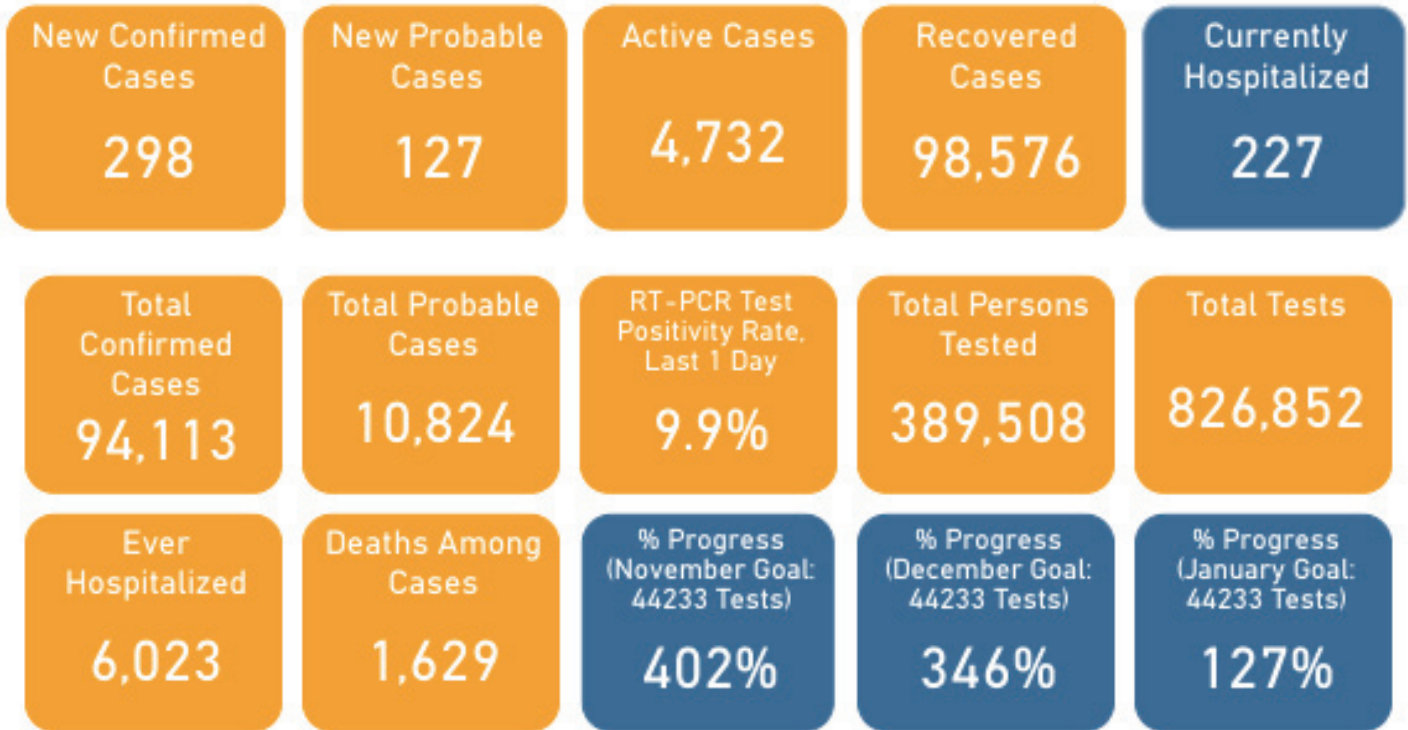 New Confirmed
Cases
298
New Probable
Cases
127
Active Cases
4,732
Recovered
Cases
98,576
Currently
Hospitalized
227
Total
Confirmed
Cases
94,113
Total Probable
Cases
10,824
RT-PCR Test
Positivity Rate,
Last 1 Day
9.9%
Total Persons
Tested
389,508
Total Tests
826,852
Ever
Hospitalized
6,023
Deaths Among
Cases
1,629
% Progress
(November Goal:
44233 Tests)
402%
% Progress
(December Goal:
44233 Tests)
346%
% Progress
(January Goal:
44233 Tests)
127%